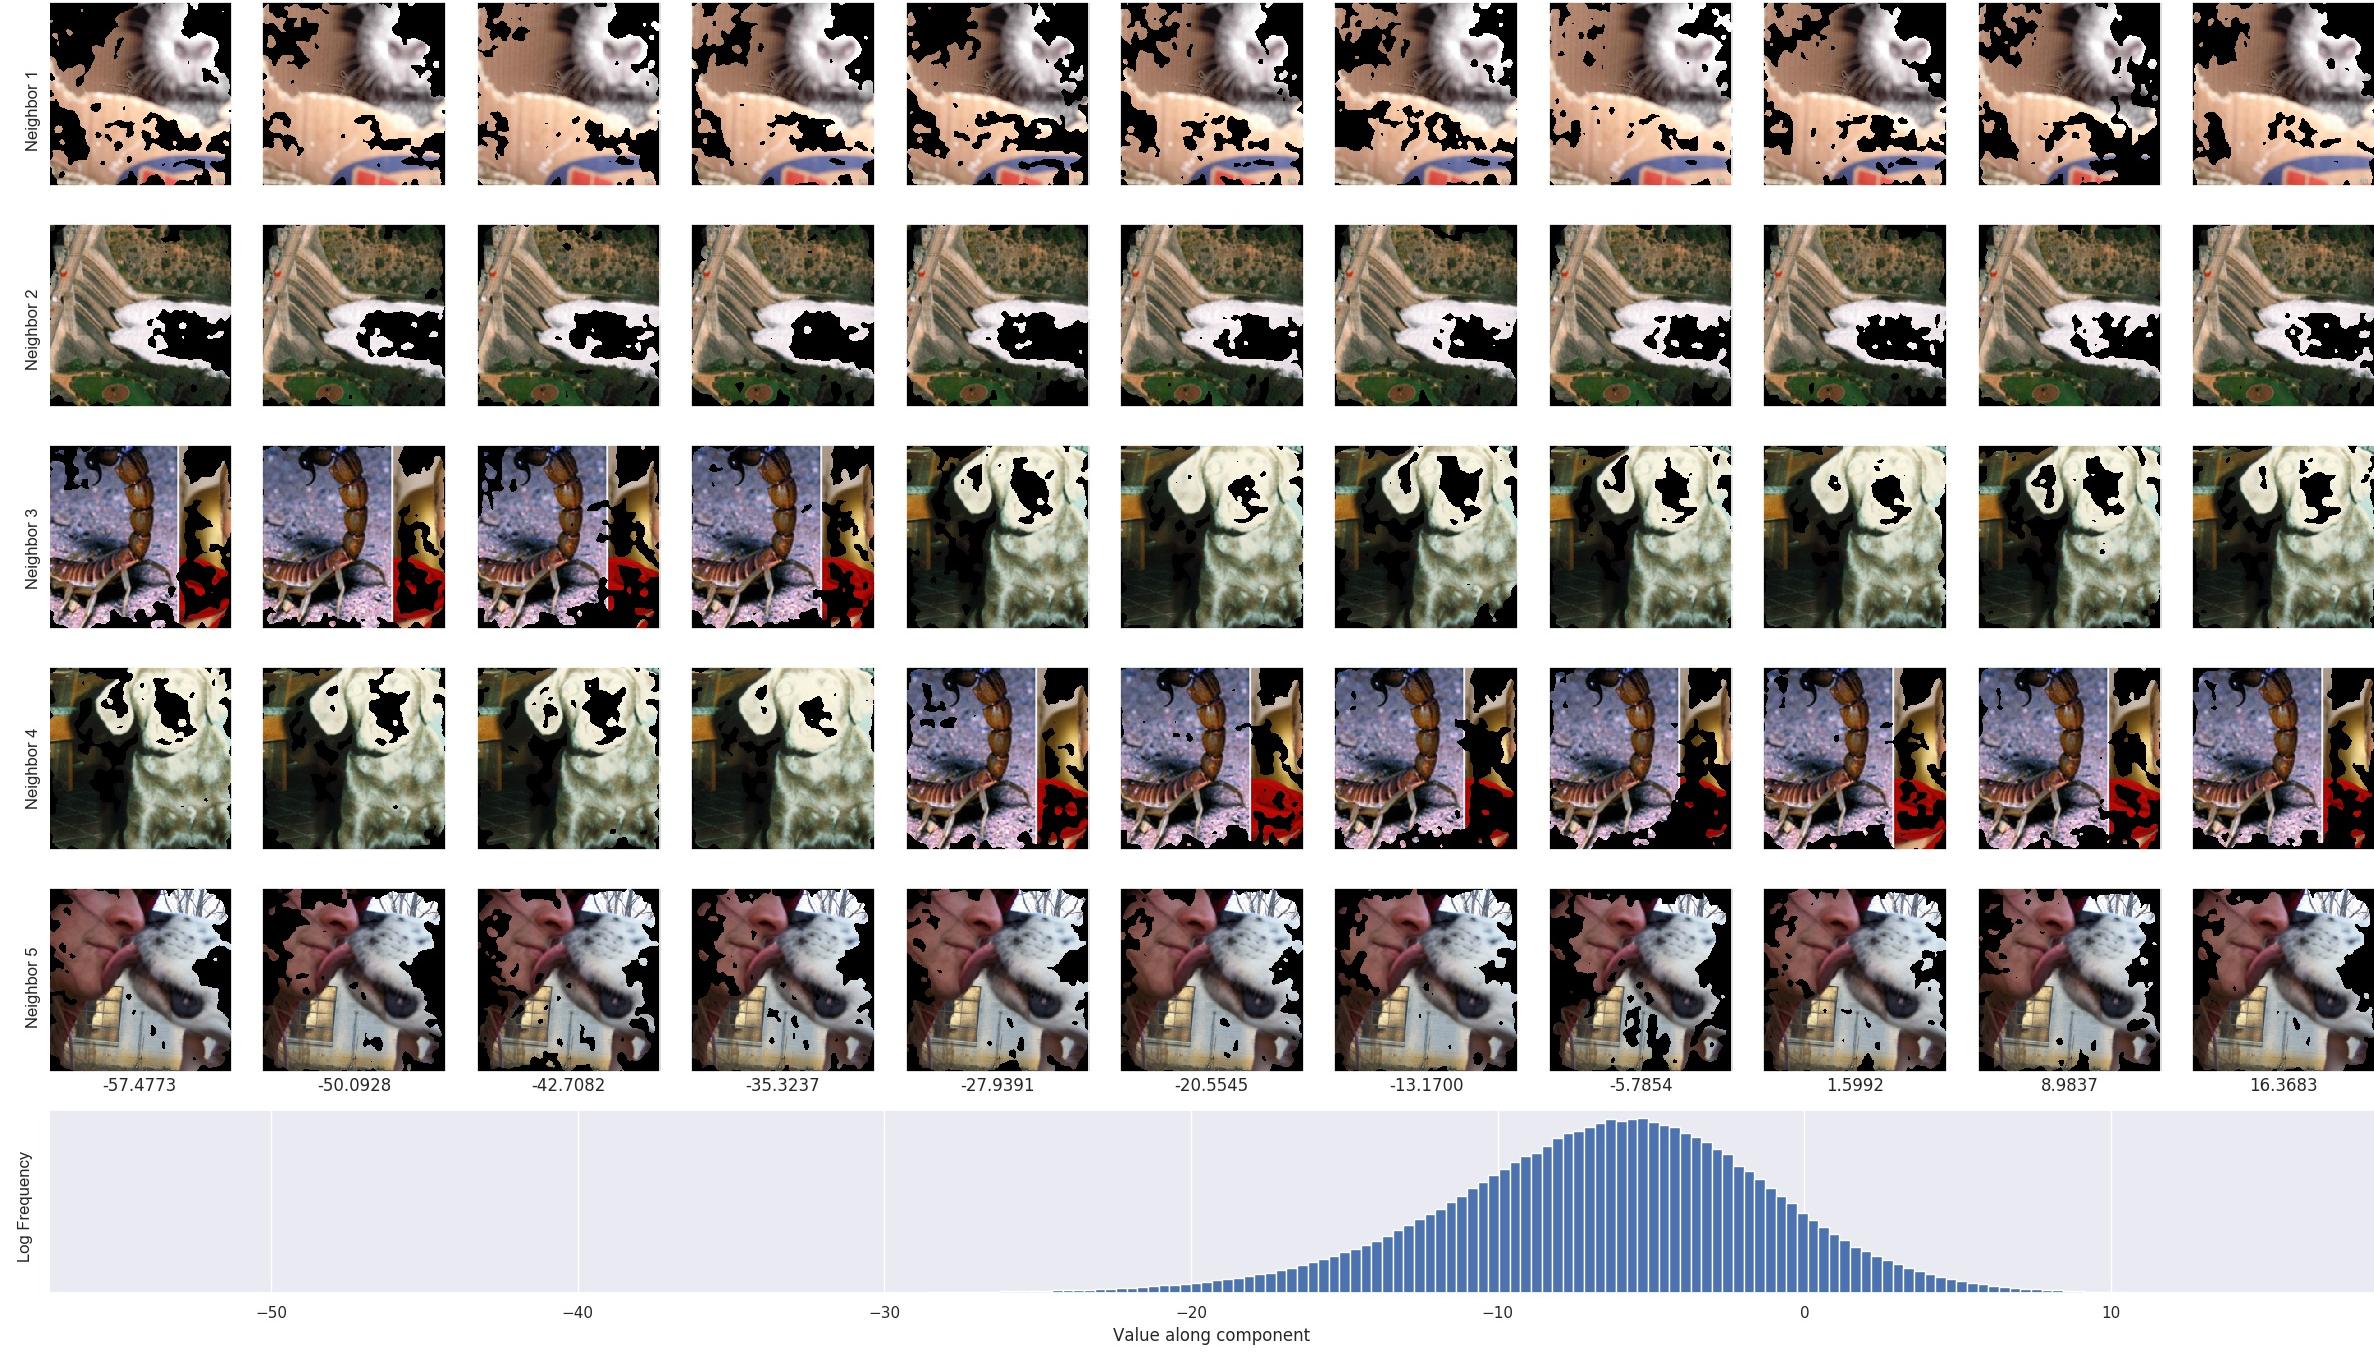 Neighbor 1
Neighbor 2
Neighbor 3
Neighbor 4
Neighbor 5
-57.4773 -50.0928 -42.7082 -35.3237 -27.9391 -20.5545 -13.1700 -5.7854 1.5992 8.9837 16.3683
Log Frequency
−50 −40 −30 −20 −10 0 10
Value along component